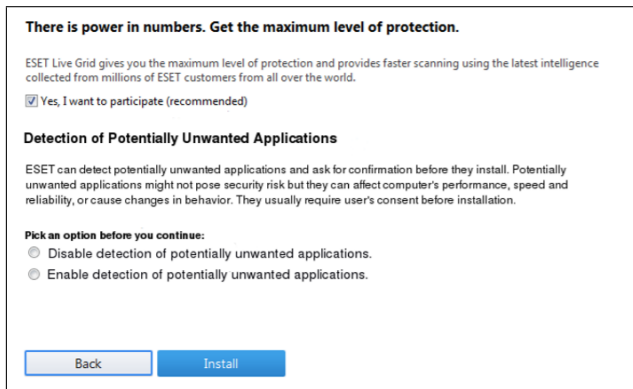 There is power in numbers. Get the maximum level of protection.
ESET Live Grid gives you the maximum level of protection and provides faster scanning using the latest intelligence
collected from millions of ESET customers from all over the world.
Yes, I want to participate (recommended)
Detection of Potentially Unwanted Applications
ESET can detect potentially unwanted applications and ask for confirmation before they install. Potentially
unwanted applications might not pose security risk but they can affect computer's performance, speed and
reliability, or cause changes in behavior. They usually require user's consent before installation.
Pick an option before you continue:
Disable detection of potentially unwanted applications.
Enable detection of potentially unwanted applications.
Back
Install